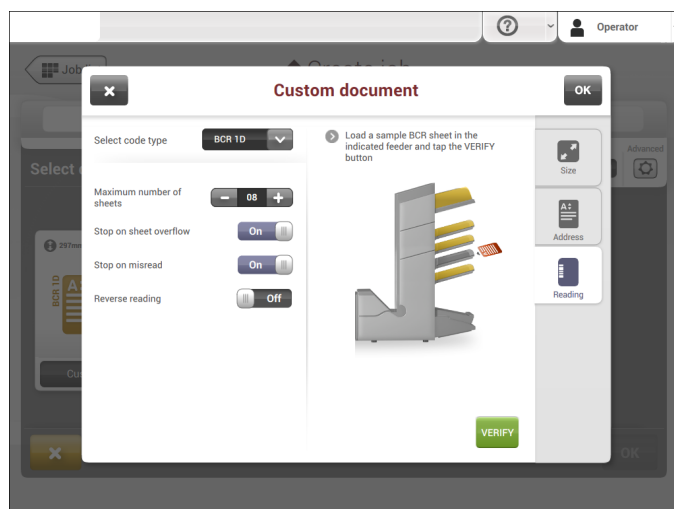 Operator
Job
Create job
Custom document
OK
Select code type
BCR 1D
Load a sample BCR sheet in the
indicated feeder and tap the VERIFY
button
Maximum number of
sheets
08
Stop on sheet overflow
On
Stop on misread
On
Reverse reading
Off
VERIFY
Size
Address
Reading
Advanced
Select
297mm
BCR 1D
Cu
OK